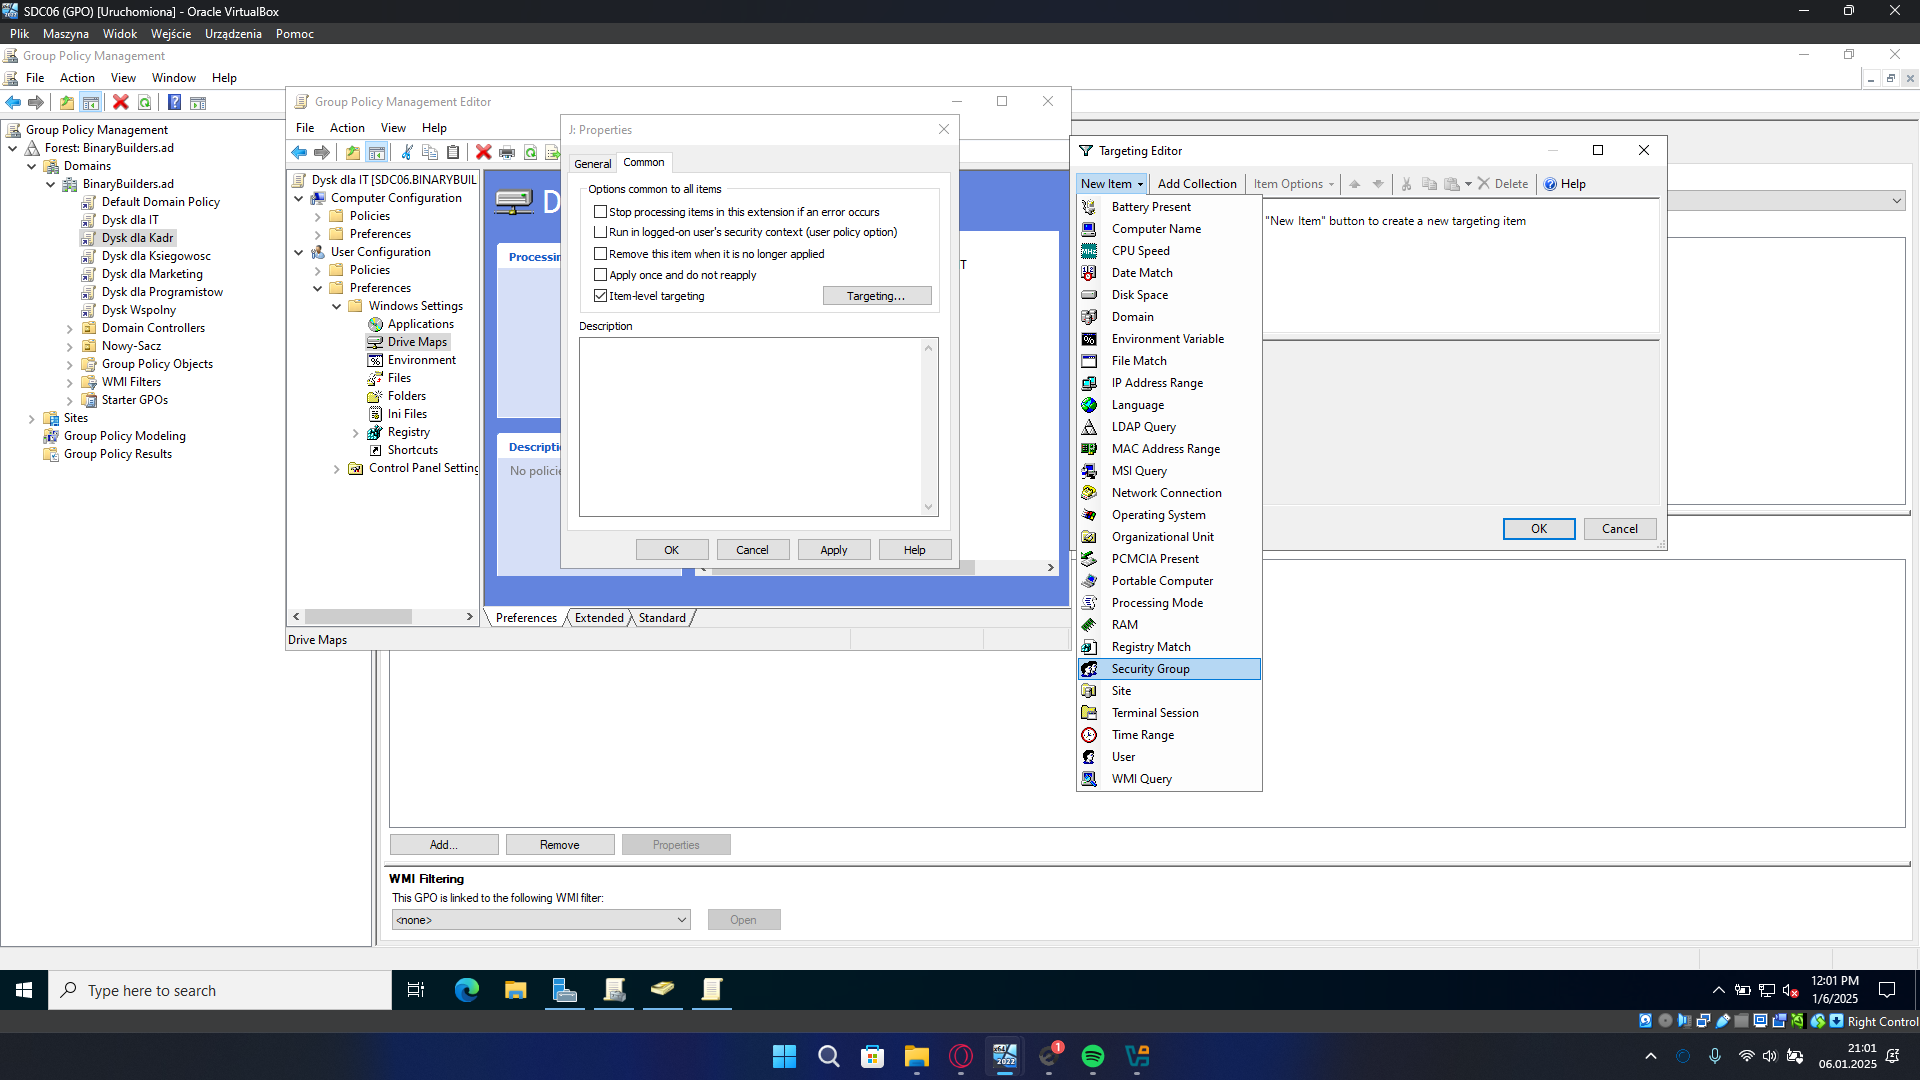 SDC06 (GPO) [Uruchomiona] - Oracle VirtualBox
Plik Maszyna Widok Wejście Urządzenia Pomoc
Group Policy Management
File Action View Window Help
Group Policy Management
Forest: BinaryBuilders.ad
Domains
BinaryBuilders.ad
Default Domain Policy
Dysk dla IT
Dysk dla Kadr
Dysk dla Ksiegowosc
Dysk dla Marketing
Dysk dla Programistow
Dysk Wspolny
Domain Controllers
Nowy-Sacz
Group Policy Objects
WMI Filters
Starter GPOs
Sites
Group Policy Modeling
Group Policy Results
Group Policy Management Editor
File Action View Help
Dysk dla IT [SDC06.BINARYBUIL
Computer Configuration
Policies
Preferences
User Configuration
Policies
Preferences
Windows Settings
Applications
Drive Maps
Environment
Files
Folders
Ini Files
Registry
Shortcuts
Control Panel Setting
D
Processin
Descripti
No policie
T
Preferences Extended Standard
Drive Maps
J: Properties
General Common
Options common to all items
Stop processing items in this extension if an error occurs
Run in logged-on user's security context (user policy option)
Remove this item when it is no longer applied
Apply once and do not reapply
Item-level targeting Targeting...
Description
OK Cancel Apply Help
Targeting Editor
New Item Add Collection Item Options Delete Help
"New Item" button to create a new targeting item
Battery Present
Computer Name
CPU Speed
Date Match
Disk Space
Domain
Environment Variable
File Match
IP Address Range
Language
LDAP Query
MAC Address Range
MSI Query
Network Connection
Operating System
Organizational Unit
PCMCIA Present
Portable Computer
Processing Mode
RAM
Registry Match
Security Group
Site
Terminal Session
Time Range
User
WMI Query
OK Cancel
Add... Remove Properties
WMI Filtering
This GPO is linked to the following WMI filter:
<none> Open
Type here to search
12:01 PM
1/6/2025
Right Control
2022
1
21:01
06.01.2025